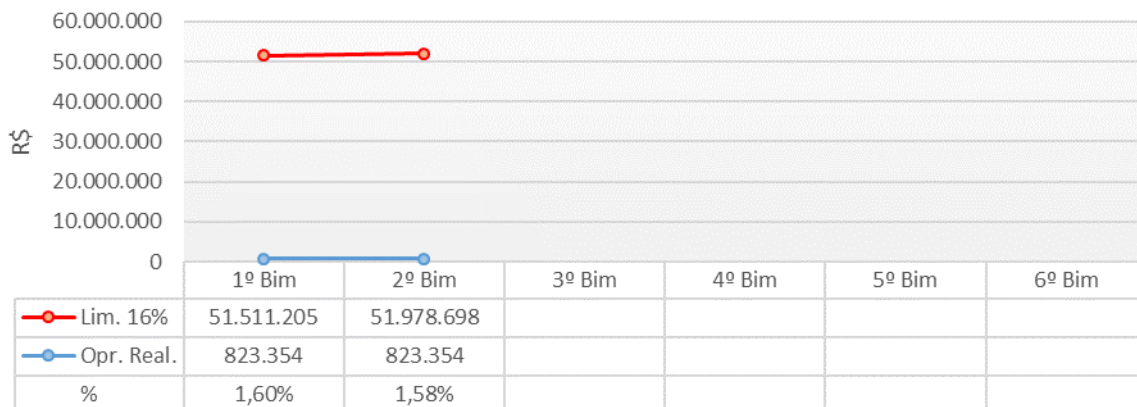 60.000.000
50.000.000
40.000.000
30.000.000
20.000.000
10.000.000
0
R$
1º Bim 2º Bim 3º Bim 4º Bim 5º Bim 6º Bim
Lim. 16% 51.511.205 51.978.698
Opr. Real. 823.354 823.354
% 1,60% 1,58%